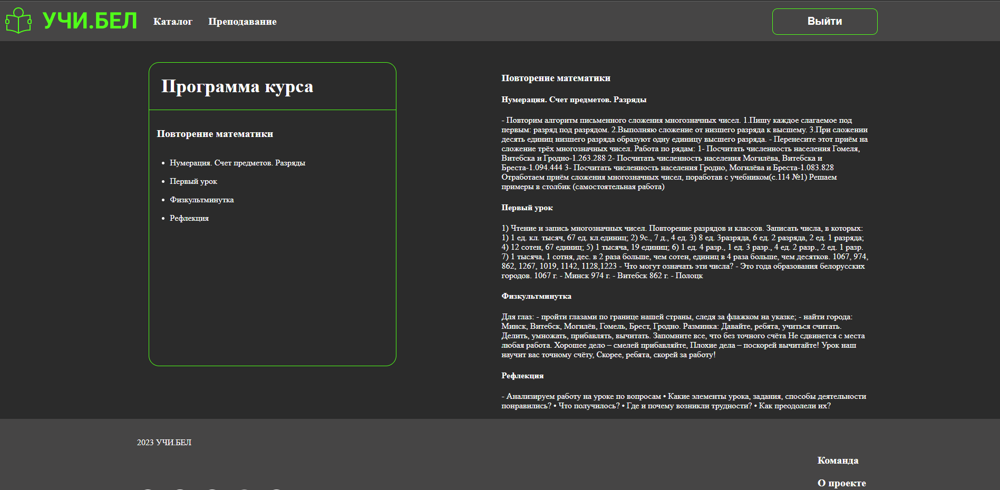 УЧИ.БЕЛ
Каталог
Преподавание
Выйти
Программа курса
Повторение математики
• Нумерация. Счет предметов. Разряды
• Первый урок
• Физкультминутка
• Рефлекция
Повторение математики
Нумерация. Счет предметов. Разряды
- Повторим алгоритм письменного сложения многозначных чисел. 1.Пишу каждое слагаемое под
первым: разряд под разрядом. 2.Выполняю сложение от низшего разряда к высшему. 3.При сложении
десять единиц низшего разряда образуют одну единицу высшего разряда. - Перенесите этот приём на
сложение трёх многозначных чисел. Работа по рядам: 1- Посчитать численность населения Гомеля,
Витебска и Гродно-1.263.288 2- Посчитать численность населения Могилёва, Витебска и
Бреста-1.094.444 3- Посчитать численность населения Гродно, Могилёва и Бреста-1.083.828
Отработаем приём сложения многозначных чисел, поработав с учебником(с.114 №1) Решаем
примеры в столбик (самостоятельная работа)
Первый урок
1) Чтение и запись многозначных чисел. Повторение разрядов и классов. Записать числа, в которых:
1) 1 ед. кл. тысяч, 67 ед. кл.единиц; 2) 9с., 7 д., 4 ед. 3) 8 ед. 3разряда, 6 ед. 2 разряда, 2 ед. 1 разряда;
4) 12 сотен, 67 единиц; 5) 1 тысяча, 19 единиц; 6) 1 ед. 4 разр., 1 ед. 3 разр., 4 ед. 2 разр., 2 ед. 1 разр.
7) 1 тысяча, 1 сотня, дес. в 2 раза больше, чем сотен, единиц в 4 раза больше, чем десятков. 1067, 974,
862, 1267, 1019, 1142, 1128,1223 - Что могут означать эти числа? - Это года образования белорусских
городов. 1067 г. - Минск 974 г. - Витебск 862 г. - Полоцк
Физкультминутка
Для глаз: - пройти глазами по границе нашей страны, следя за флажком на указке; - найти города:
Минск, Витебск, Могилёв, Гомель, Брест, Гродно. Разминка: Давайте, ребята, учиться считать.
Делить, умножать, прибавлять, вычитать. Запомните все, что без точного счёта Не сдвинется с места
любая работа. Хорошее дело – смелей прибавляйте, Плохие дела – поскорей вычитайте! Урок наш
научит вас точному счёту, Скорее, ребята, скорей за работу!
Рефлекция
- Анализируем работу на уроке по вопросам • Какие элементы урока, задания, способы деятельности
понравились? • Что получилось? • Где и почему возникли трудности? • Как преодолели их?
2023 УЧИ.БЕЛ
Команда
О проекте